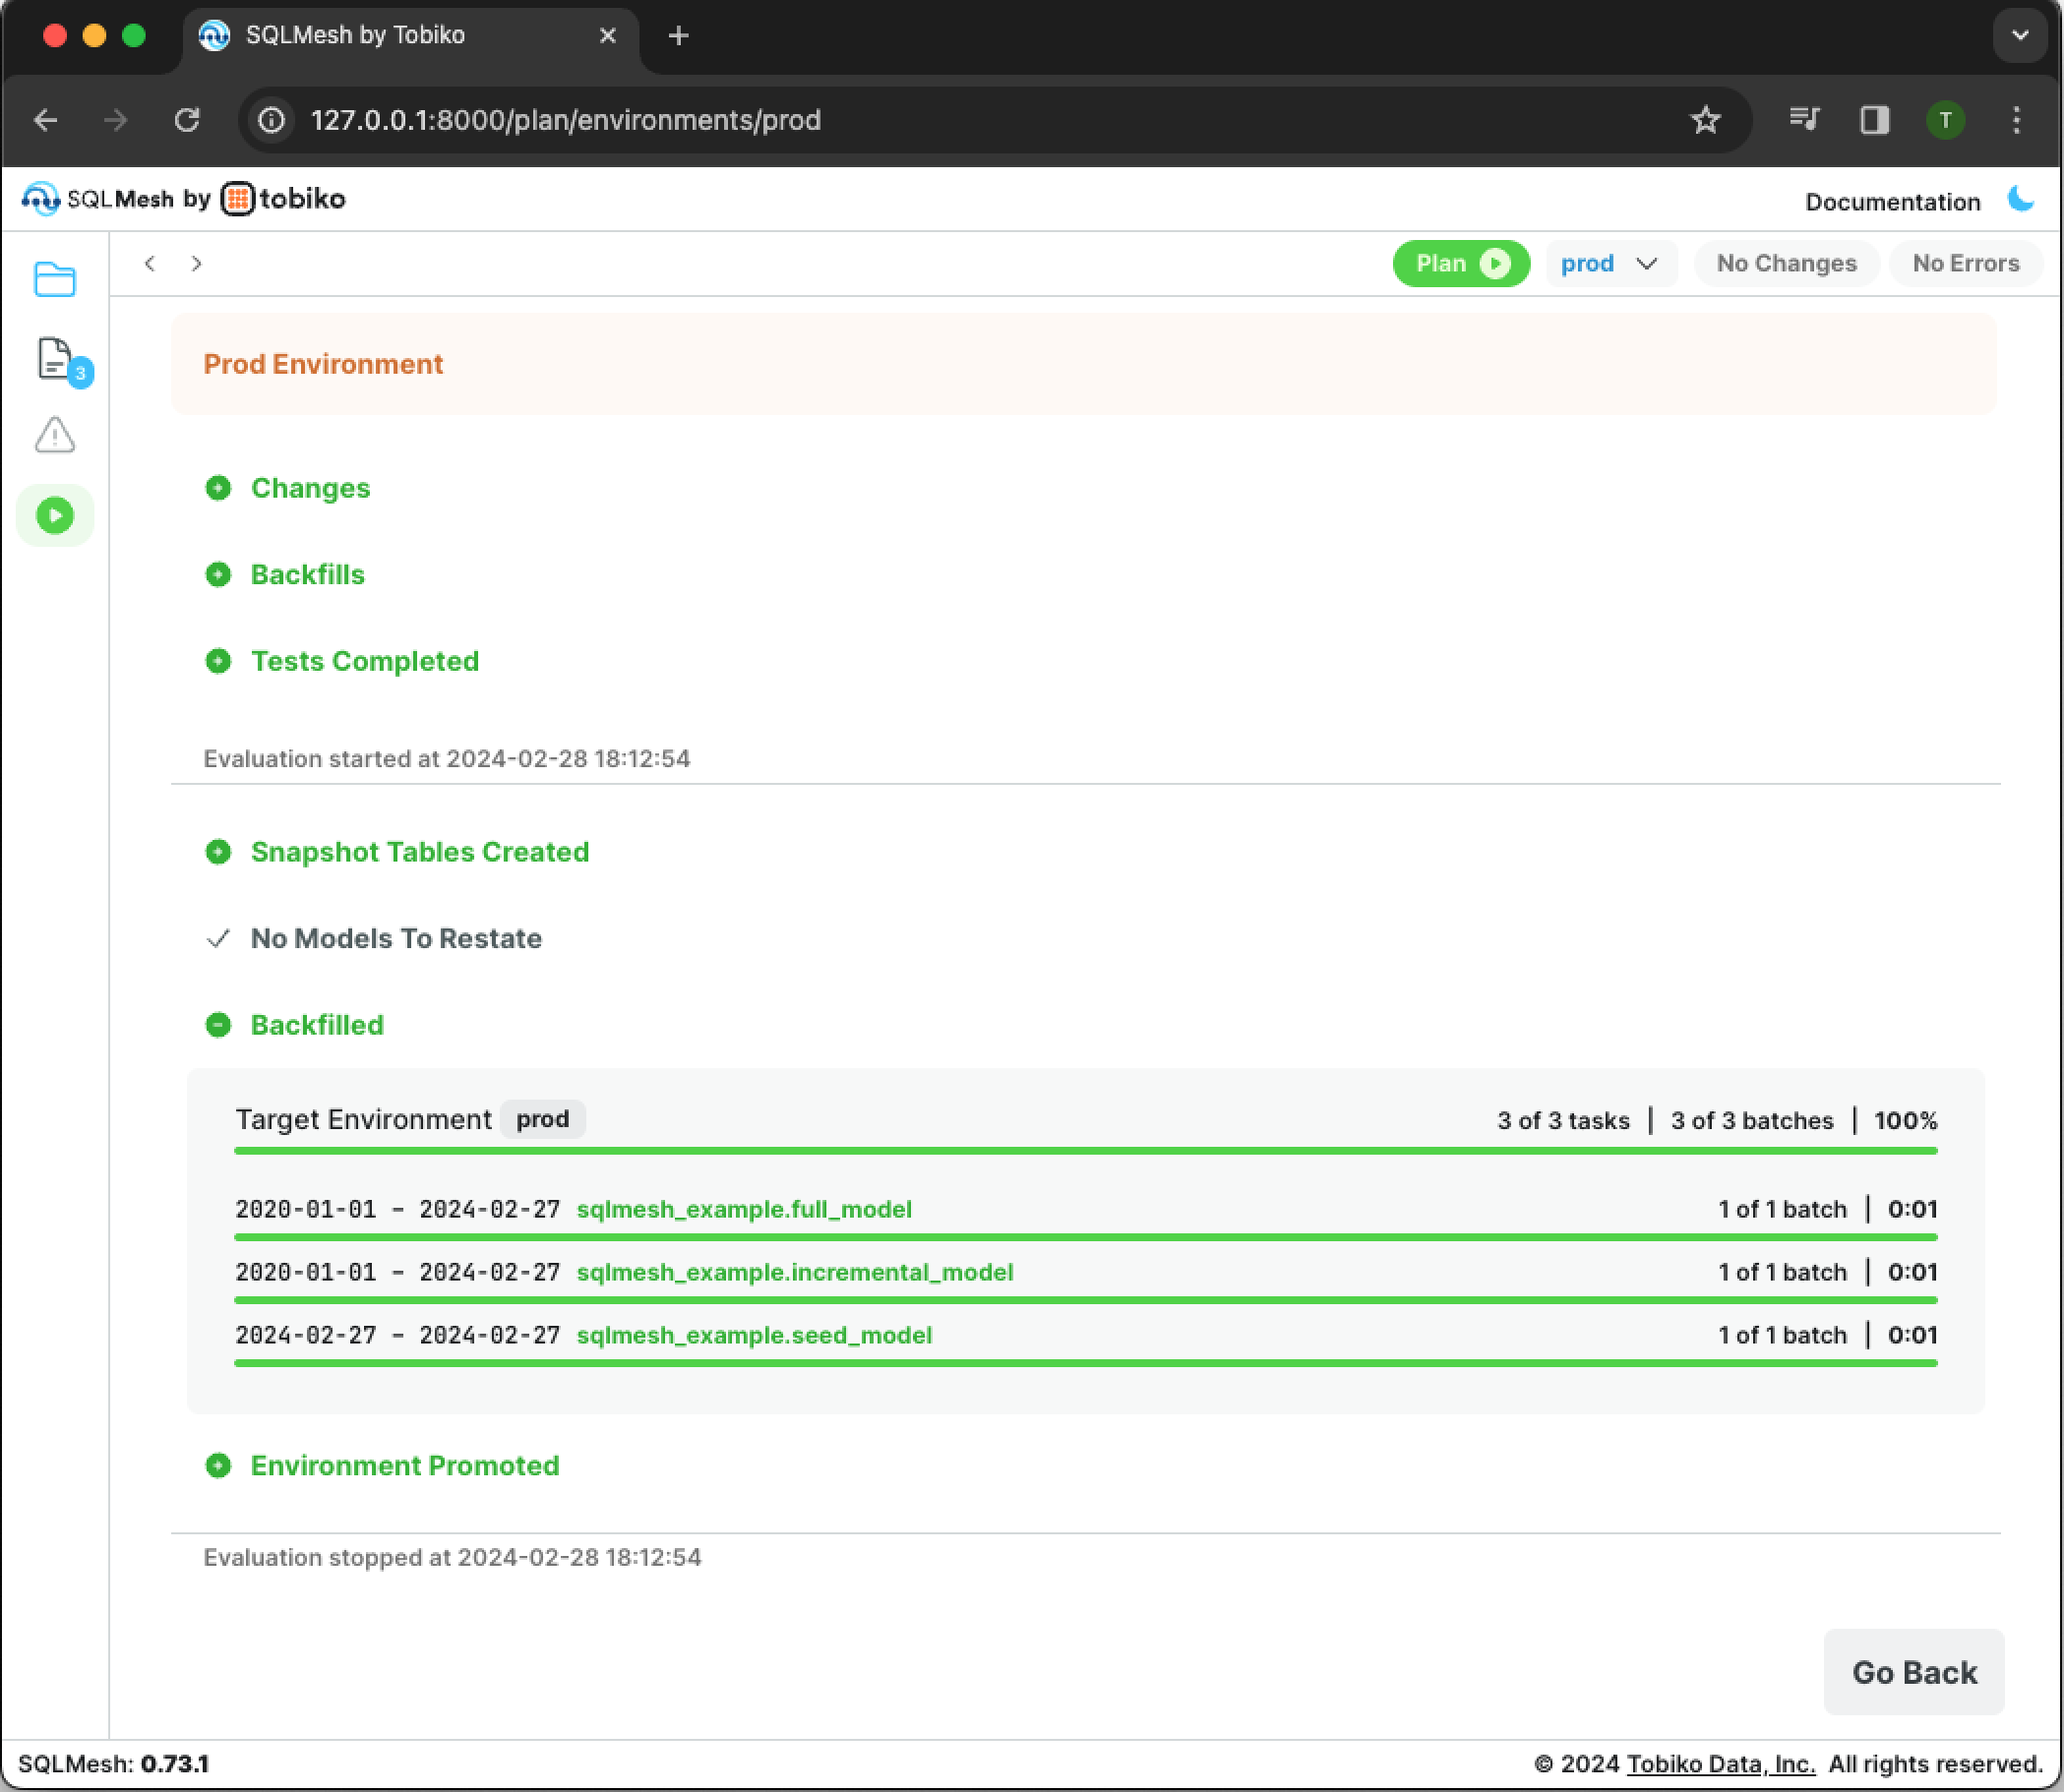 SQLMesh by Tobiko
127.0.0.1:8000/plan/environments/prod
T
SQLMesh by tobiko
Documentation
Plan
prod
No Changes
No Errors
3
Prod Environment
Changes
Backfills
Tests Completed
Evaluation started at 2024-02-28 18:12:54
Snapshot Tables Created
No Models To Restate
Backfilled
Target Environment prod 3 of 3 tasks | 3 of 3 batches | 100%
2020-01-01 - 2024-02-27 sqlmesh_example.full_model 1 of 1 batch | 0:01
2020-01-01 - 2024-02-27 sqlmesh_example.incremental_model 1 of 1 batch | 0:01
2024-02-27 - 2024-02-27 sqlmesh_example.seed_model 1 of 1 batch | 0:01
Environment Promoted
Evaluation stopped at 2024-02-28 18:12:54
Go Back
SQLMesh: 0.73.1
© 2024 Tobiko Data, Inc. All rights reserved.